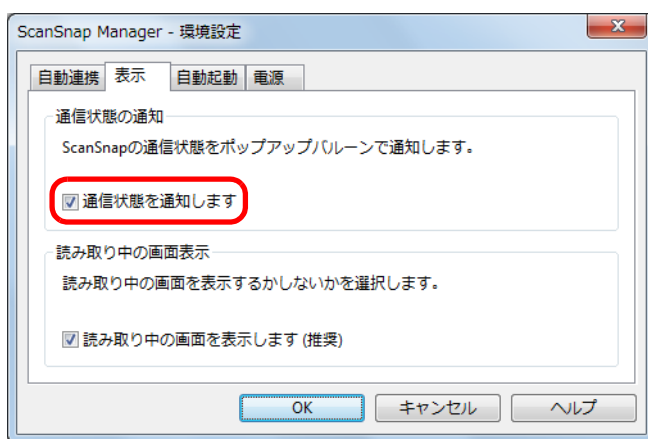 ScanSnap Manager - 環境設定
自動連携 表示 自動起動 電源
通信状態の通知
ScanSnapの通信状態をポップアップバルーンで通知します。
通信状態を通知します
読み取り中の画面表示
読み取り中の画面を表示するかしないかを選択します。
読み取り中の画面を表示します (推奨)
OK キャンセル ヘルプ